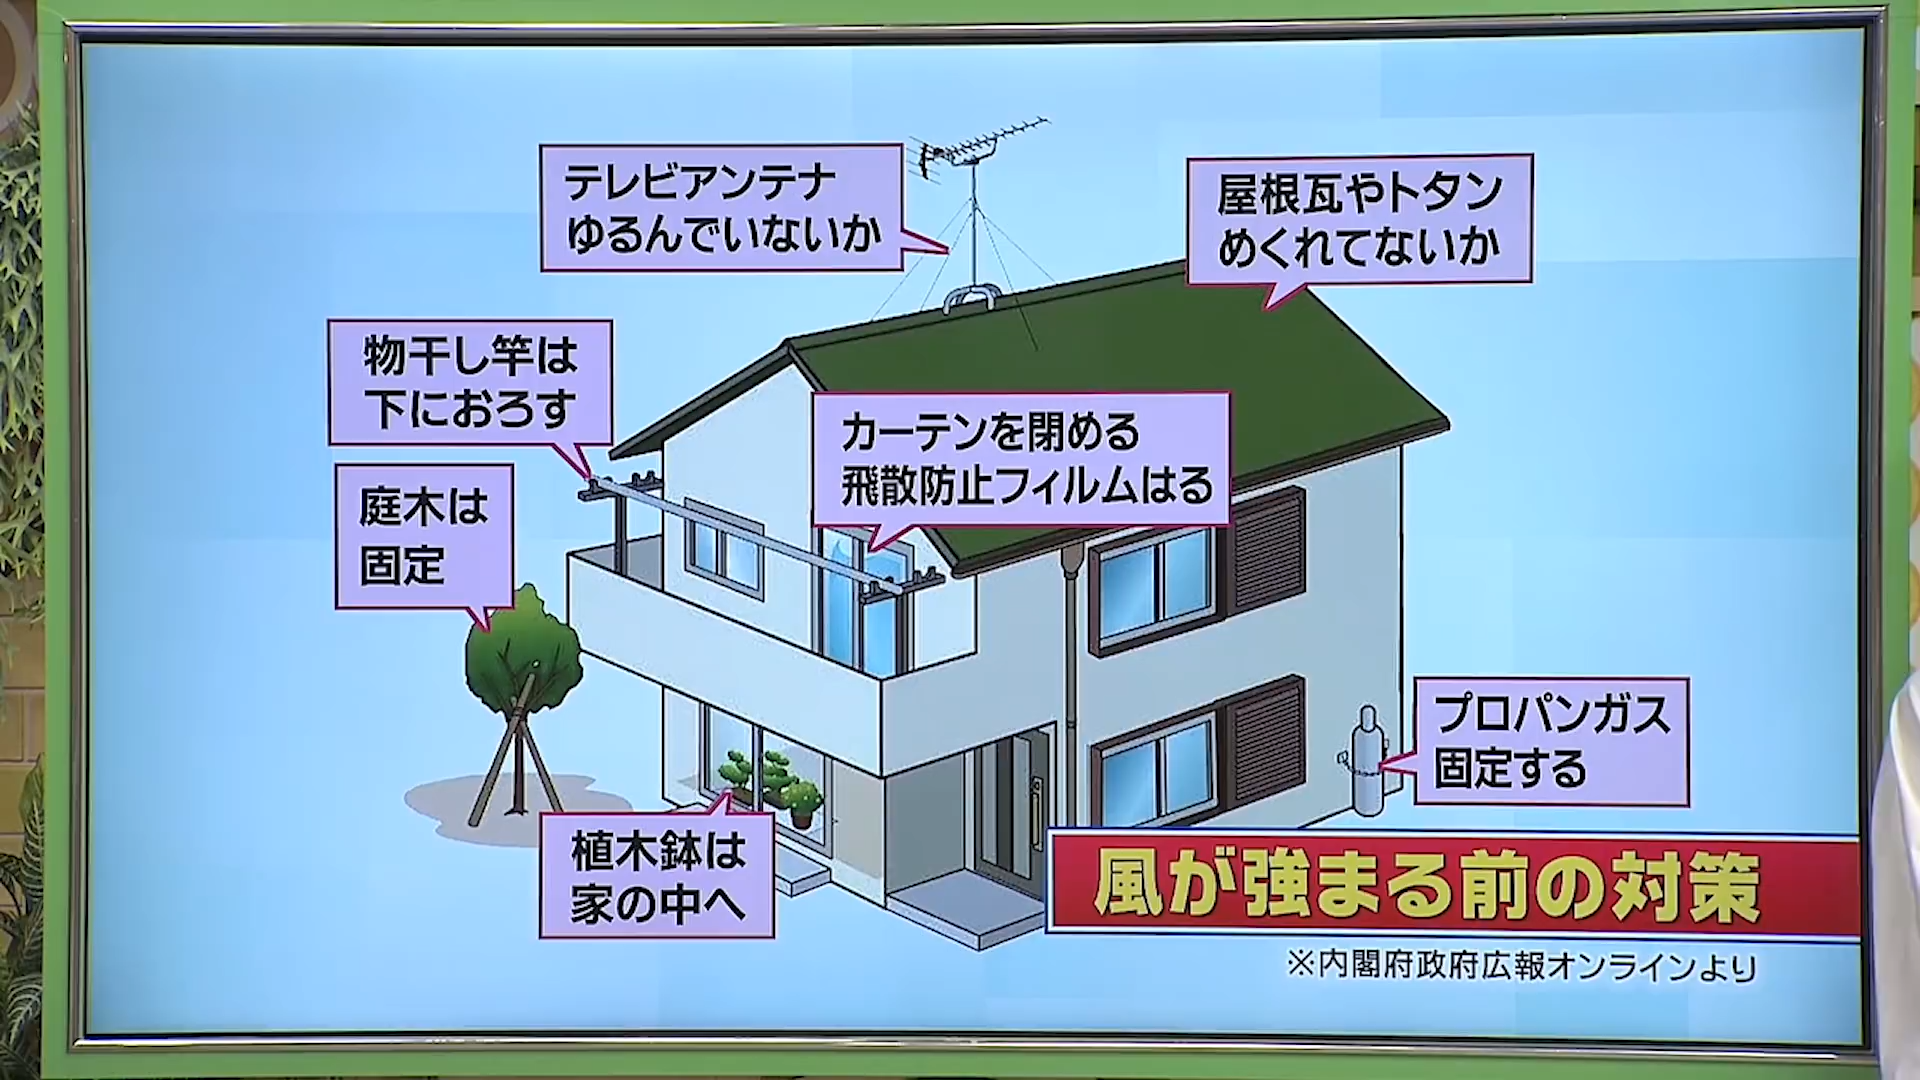 テレビアンテナ
ゆるんでいないか
屋根瓦やトタン
めくれてないか
物干し竿は
下におろす
カーテンを閉める
飛散防止フィルムはる
庭木は
固定
プロパンガス
固定する
植木鉢は
家の中へ
風が強まる前の対策
※内閣府政府広報オンラインより